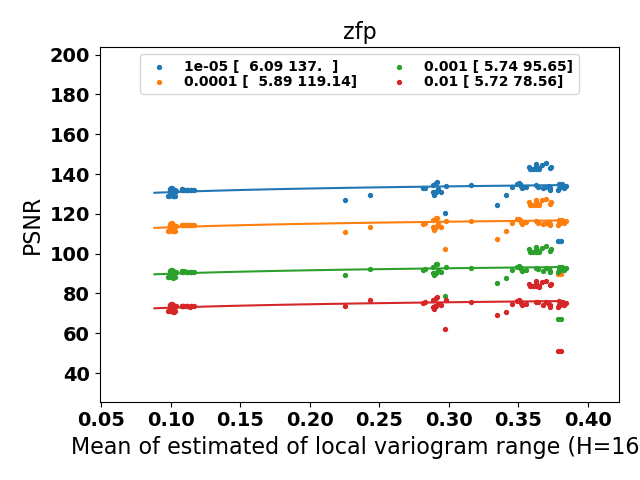 zfp
1e-05 [  6.09 137.  ]
0.0001 [  5.89 119.14]
0.001 [ 5.74 95.65]
0.01 [ 5.72 78.56]
PSNR
200
180
160
140
120
100
80
60
40
0.05 0.10 0.15 0.20 0.25 0.30 0.35 0.40
Mean of estimated of local variogram range (H=16